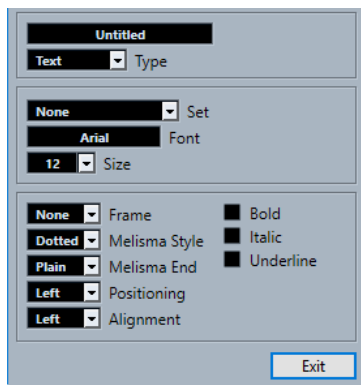 Untitled
Text Type
None Set
Arial Font
12 Size
None Frame Bold
Dotted Melisma Style Italic
Plain Melisma End Underline
Left Positioning
Left Alignment
Exit